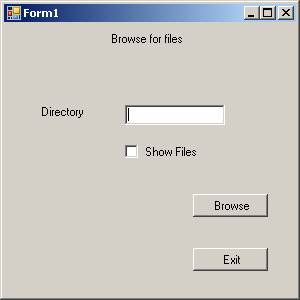 Form1
Browse for files
Directory
Show Files
Browse
Exit